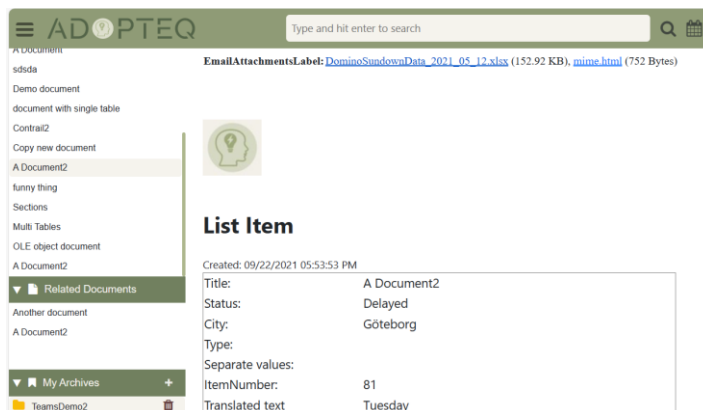 ADOPTEQ
Type and hit enter to search
A Document
sdsda
Demo document
document with single table
Contrail2
Copy new document
A Document2
funny thing
Sections
Multi Tables
OLE object document
A Document2
Related Documents
Another document
A Document2
My Archives +
TeamsDemo2
EmailAttachmentsLabel: DominoSundownData_2021_05_12.xlsx (152.92 KB), mime.html (752 Bytes)
List Item
Created: 09/22/2021 05:53:53 PM
Title: A Document2
Status: Delayed
City: Göteborg
Type:
Separate values:
ItemNumber: 81
Translated text Tuesday